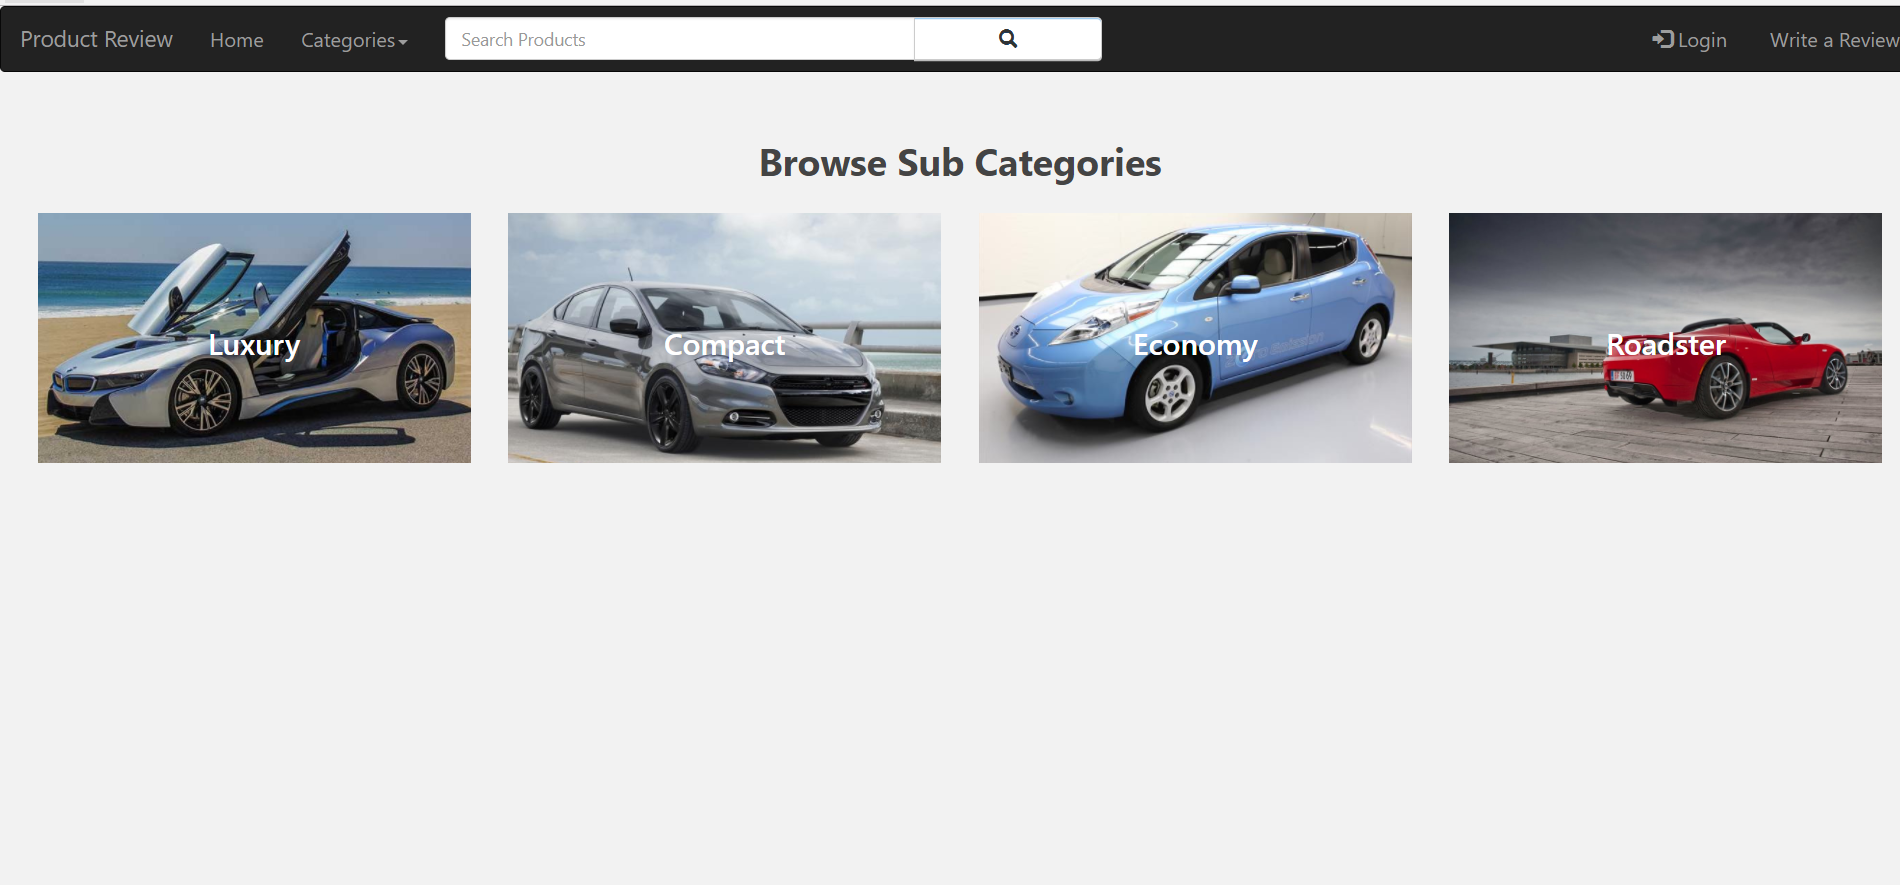 Product Review Home Categories Search Products Login Write a Review
Browse Sub Categories
Luxury Compact Economy Roadster